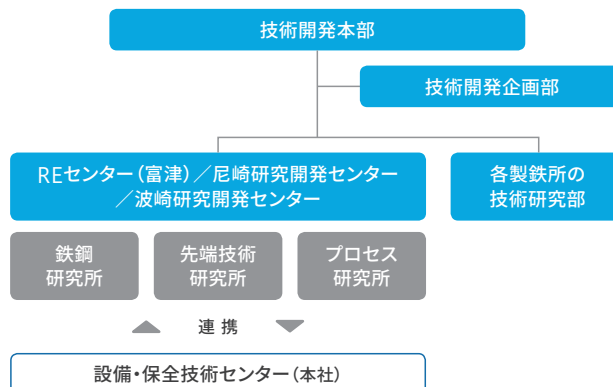 技術開発本部
技術開発企画部
REセンター（富津）／尼崎研究開発センター
／波崎研究開発センター
各製鉄所の
技術研究部
鉄鋼
研究所
先端技術
研究所
プロセス
研究所
連 携
設備・保全技術センター（本社）